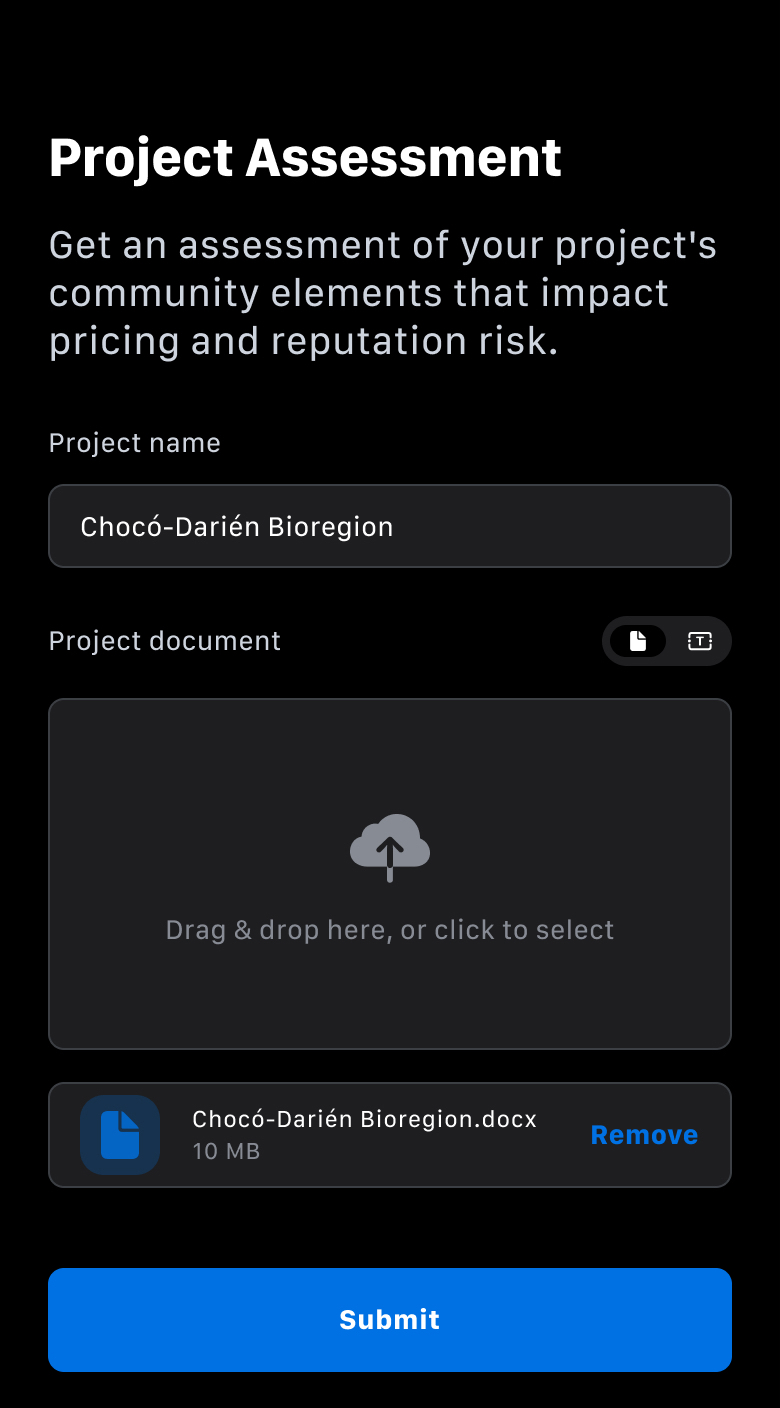 Project Assessment
Get an assessment of your project's
community elements that impact
pricing and reputation risk.
Project name
Chocó-Darién Bioregion
Project document
T
Drag & drop here, or click to select
Chocó-Darién Bioregion.docx
10 MB
Remove
Submit